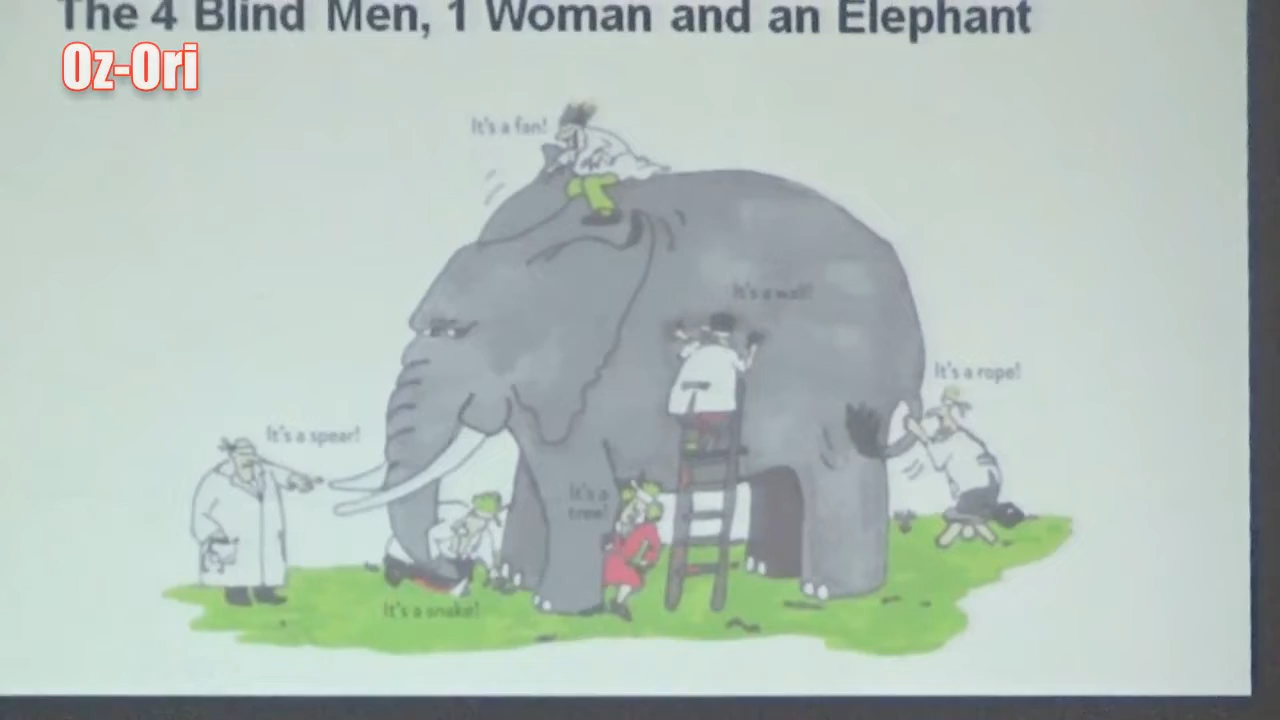 The 4 Blind Men, 1 Woman and an Elephant
Oz-Ori
It's a fan!
It's a wall!
It's a rope!
It's a spear!
It's a
tree!
It's a snake!